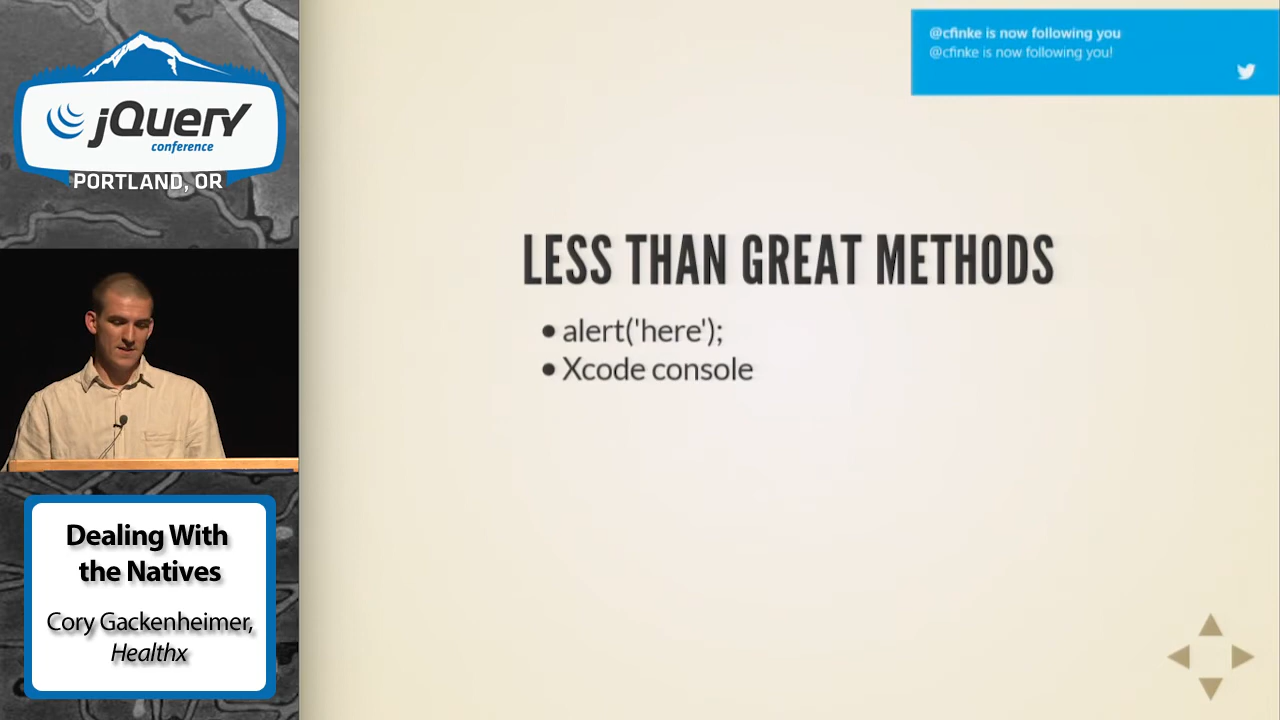 jQuery
conference
PORTLAND, OR
Dealing With
the Natives
Cory Gackenheimer,
Healthx
@cfinke is now following you
@cfinke is now following you!
LESS THAN GREAT METHODS
• alert('here');
• Xcode console